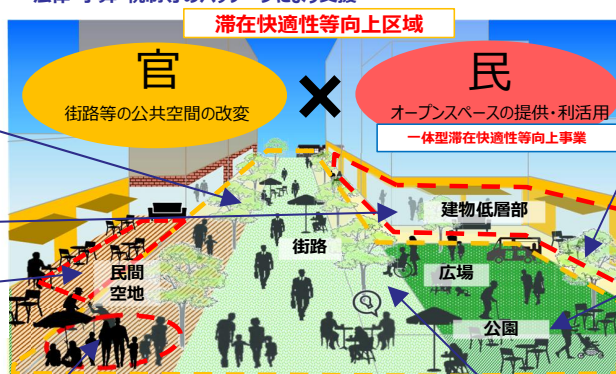 滞在快適性等向上区域
官
街路等の公共空間の改変
民
オープンスペースの提供・利活用
一体型滞在快適性等向上事業
建物低層部
街路
広場
民間
空地
公園